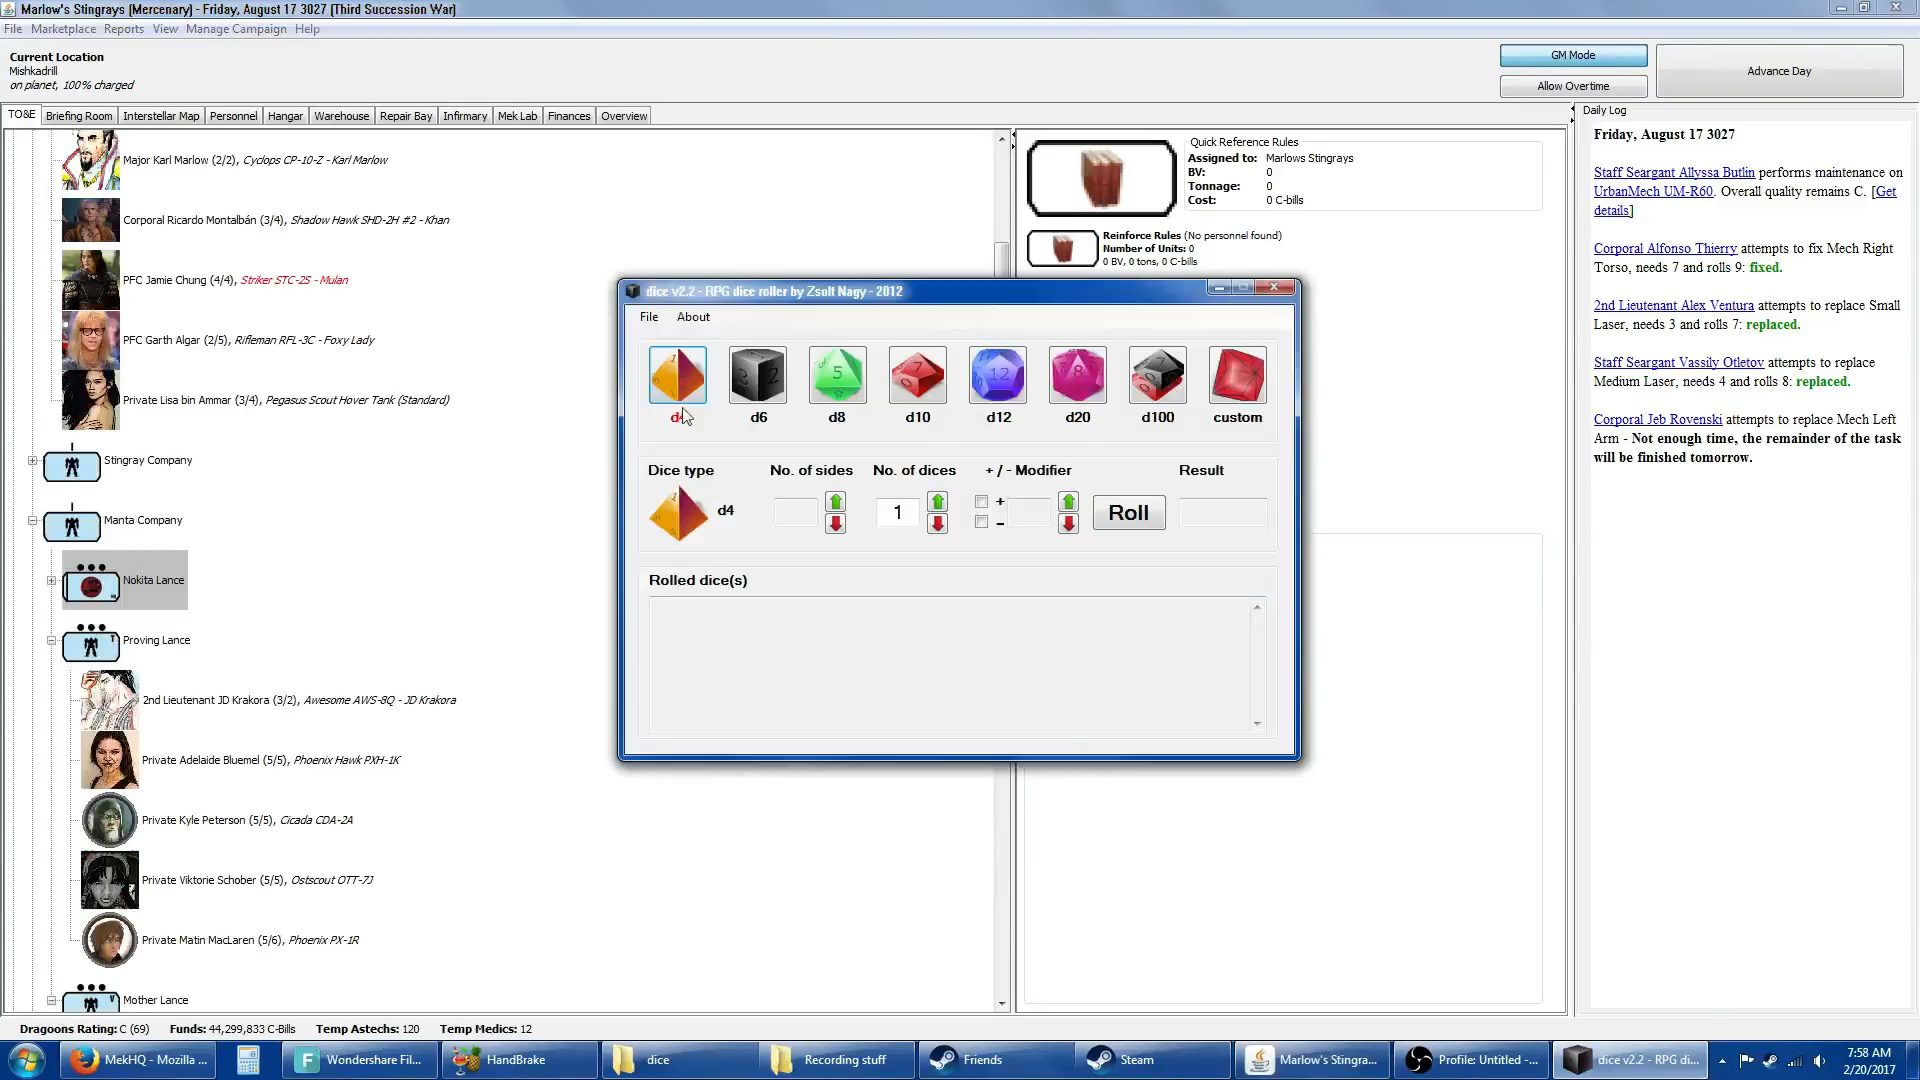 Marlow's Stingrays (Mercenary) - Friday, August 17 3027 (Third Succession War)
File Marketplace Reports View Manage Campaign Help
Current Location
Mishkadrill
on planet, 100% charged
GM Mode
Allow Overtime
Advance Day
TO&E Briefing Room Interstellar Map Personnel Hangar Warehouse Repair Bay Infirmary Mek Lab Finances Overview
Major Karl Marlow (2/2), Cyclops CP-10-Z - Karl Marlow
Corporal Ricardo Montalbán (3/4), Shadow Hawk SHD-2H #2 - Khan
PFC Jamie Chung (4/4), Striker STC-2S - Mulan
PFC Garth Algar (2/5), Rifleman RFL-3C - Foxy Lady
Private Lisa bin Ammar (3/4), Pegasus Scout Hover Tank (Standard)
Stingray Company
Manta Company
Nokita Lance
Proving Lance
2nd Lieutenant JD Krakora (3/2), Awesome AWS-8Q - JD Krakora
Private Adelaide Bluemel (5/5), Phoenix Hawk PXH-1K
Private Kyle Peterson (5/5), Cicada CDA-2A
Private Viktorie Schober (5/5), Ostscout OTT-7J
Private Matin MacLaren (5/6), Phoenix PX-1R
Mother Lance
Quick Reference Rules
Assigned to: Marlows Stingrays
BV: 0
Tonnage: 0
Cost: 0 C-bills
Reinforce Rules (No personnel found)
Number of Units: 0
0 BV, 0 tons, 0 C-bills
dice v2.2 - RPG dice roller by Zsolt Nagy - 2012
File About
d6 d8 d10 d12 d20 d100 custom
Dice type No. of sides No. of dices + / - Modifier Result
d4 1 + - Roll
Rolled dice(s)
Daily Log
Friday, August 17 3027
Staff Seargant Allyssa Butlin performs maintenance on
UrbanMech UM-R60. Overall quality remains C. [Get
details]
Corporal Alfonso Thierry attempts to fix Mech Right
Torso, needs 7 and rolls 9: fixed.
2nd Lieutenant Alex Ventura attempts to replace Small
Laser, needs 3 and rolls 7: replaced.
Staff Seargant Vassily Otletov attempts to replace
Medium Laser, needs 4 and rolls 8: replaced.
Corporal Jeb Rovenski attempts to replace Mech Left
Arm - Not enough time, the remainder of the task
will be finished tomorrow.
Dragoons Rating: C (69) Funds: 44,299,833 C-Bills Temp Astechs: 120 Temp Medics: 12
MekHQ - Mozilla ... Wondershare Fil... HandBrake dice Recording stuff Friends Steam Marlow's Stingra... Profile: Untitled -... dice v2.2 - RPG di...
7:58 AM
2/20/2017